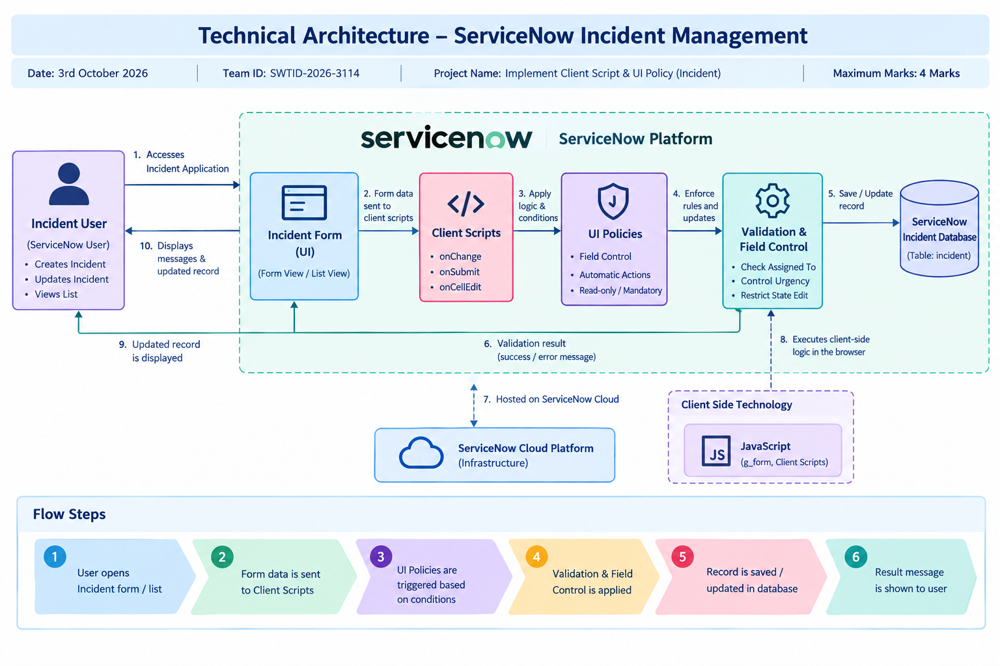 Technical Architecture – ServiceNow Incident Management
Date: 3rd October 2026
Team ID: SWTID-2026-3114
Project Name: Implement Client Script & UI Policy (Incident)
Maximum Marks: 4 Marks
servicenow
ServiceNow Platform
Incident User
(ServiceNow User)
• Creates Incident
• Updates Incident
• Views List
1. Accesses
Incident Application
10. Displays
messages &
updated record
Incident Form
(UI)
(Form View / List View)
2. Form data
sent to
client scripts
</>
Client Scripts
• onChange
• onSubmit
• onCellEdit
3. Apply
logic &
conditions
UI Policies
• Field Control
• Automatic Actions
• Read-only / Mandatory
4. Enforce
rules and
updates
Validation &
Field Control
• Check Assigned To
• Control Urgency
• Restrict State Edit
5. Save / Update
record
ServiceNow
Incident Database
(Table: incident)
9. Updated record
is displayed
6. Validation result
(success / error message)
8. Executes client-side
logic in the browser
7. Hosted on ServiceNow Cloud
ServiceNow Cloud Platform
(Infrastructure)
Client Side Technology
JS
JavaScript
(g_form, Client Scripts)
Flow Steps
1
User opens
Incident form / list
2
Form data is sent
to Client Scripts
3
UI Policies are
triggered based
on conditions
4
Validation & Field
Control is applied
5
Record is saved /
updated in database
6
Result message
is shown to user